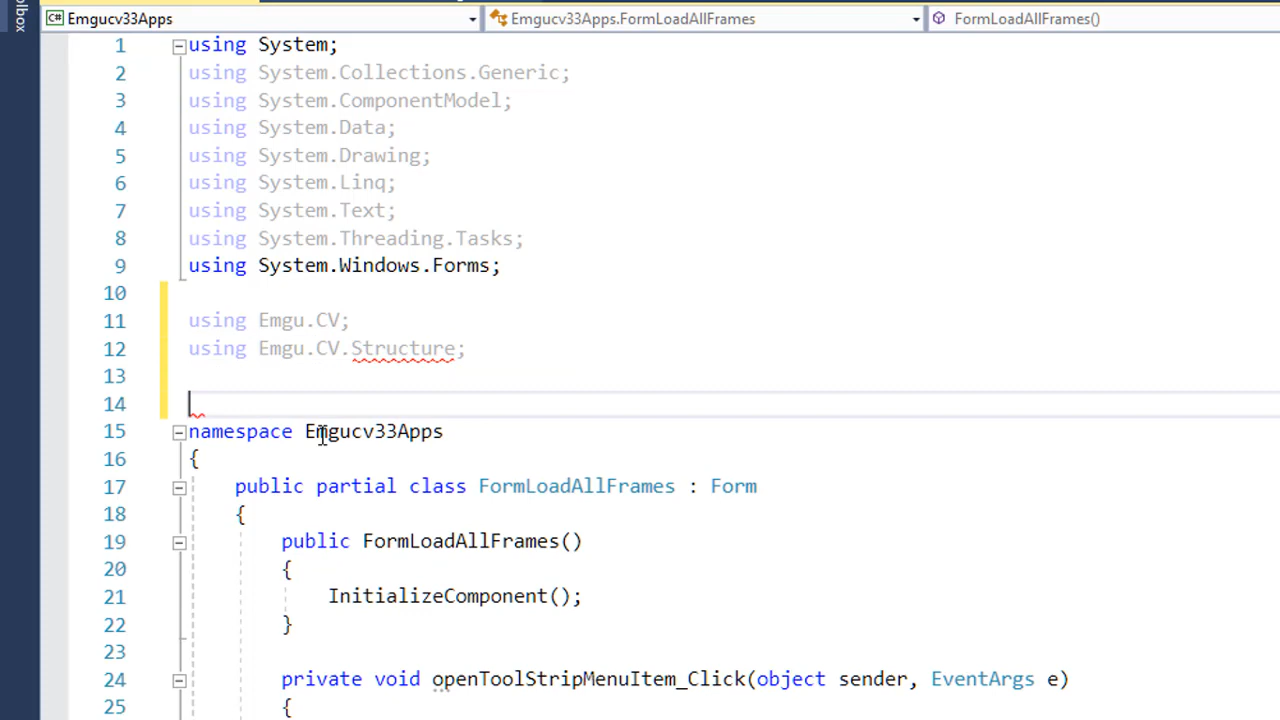 olbox
C# Emgucv33Apps
Emgucv33Apps.FormLoadAllFrames
FormLoadAllFrames()
1 using System;
2 using System.Collections.Generic;
3 using System.ComponentModel;
4 using System.Data;
5 using System.Drawing;
6 using System.Linq;
7 using System.Text;
8 using System.Threading.Tasks;
9 using System.Windows.Forms;
10
11 using Emgu.CV;
12 using Emgu.CV.Structure;
13
14
15 namespace Emgucv33Apps
16 {
17 public partial class FormLoadAllFrames : Form
18 {
19 public FormLoadAllFrames()
20 {
21 InitializeComponent();
22 }
23
24 private void openToolStripMenuItem_Click(object sender, EventArgs e)
25 {